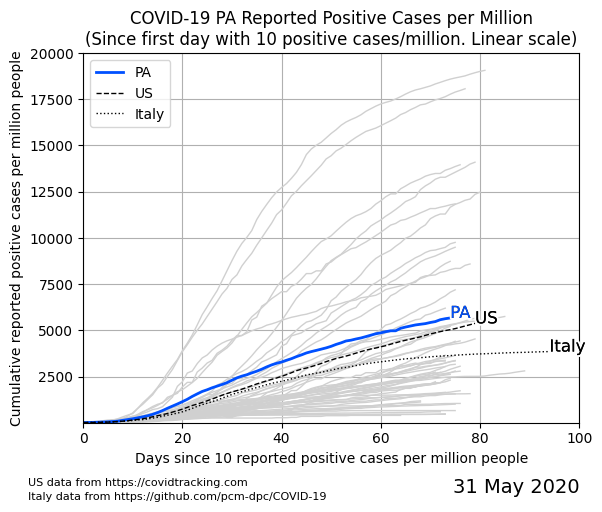 COVID-19 PA Reported Positive Cases per Million
(Since first day with 10 positive cases/million. Linear scale)
Cumulative reported positive cases per million people
20000
17500
15000
12500
10000
7500
5000
2500
PA
US
Italy
PA
US
Italy
0
20
40
60
80
100
Days since 10 reported positive cases per million people
US data from https://covidtracking.com
Italy data from https://github.com/pcm-dpc/COVID-19
31 May 2020